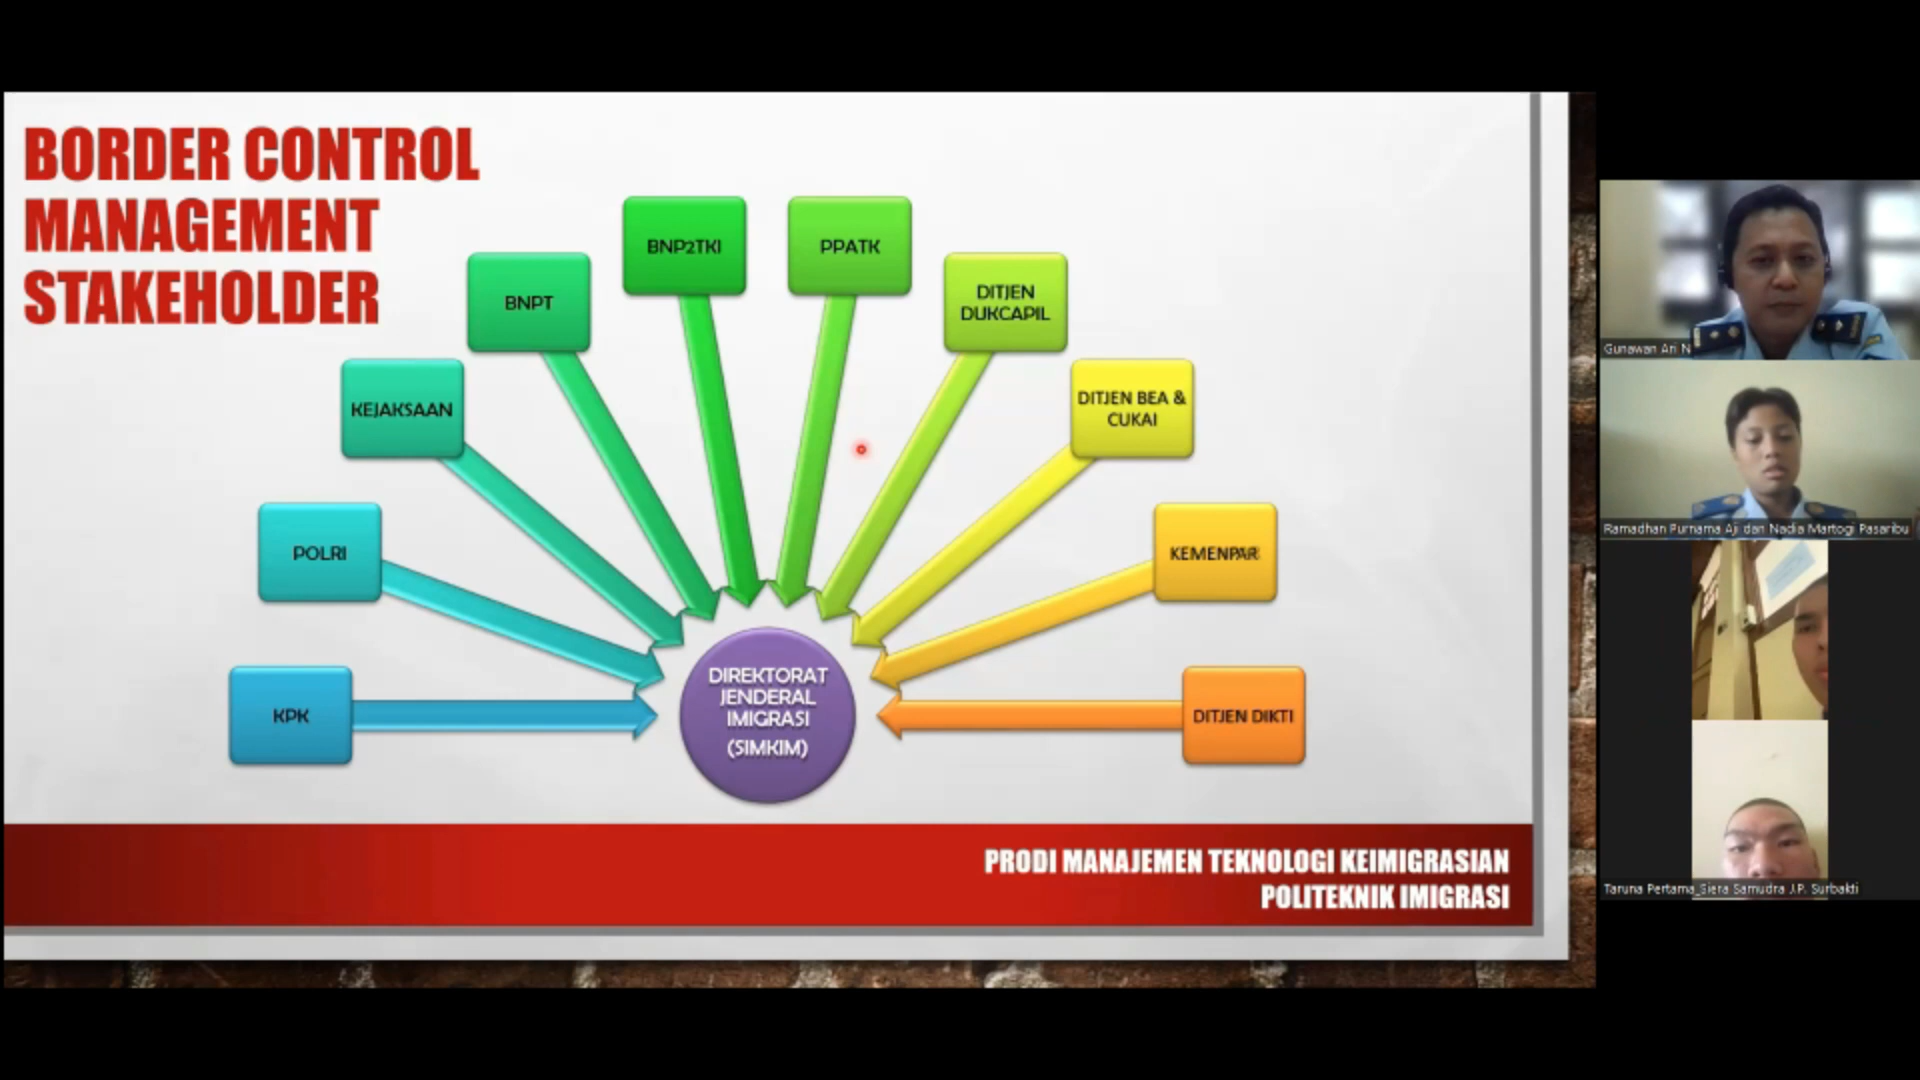 BORDER CONTROL
MANAGEMENT
STAKEHOLDER
KPK
POLRI
KEJAKSAAN
BNPT
BNP2TKI
PPATK
DITJEN
DUKCAPIL
DITJEN BEA &
CUKAI
KEMENPAR
DITJEN DIKTI
DIREKTORAT
JENDERAL
IMIGRASI
(SIMKIM)
PRODI MANAJEMEN TEKNOLOGI KEIMIGRASIAN
POLITEKNIK IMIGRASI
Gunawan Ari N
Ramadhan Purnama Aji dan Nadia Martogi Pasaribu
Taruna Pertama_Siera Samudra J.P. Surbakti